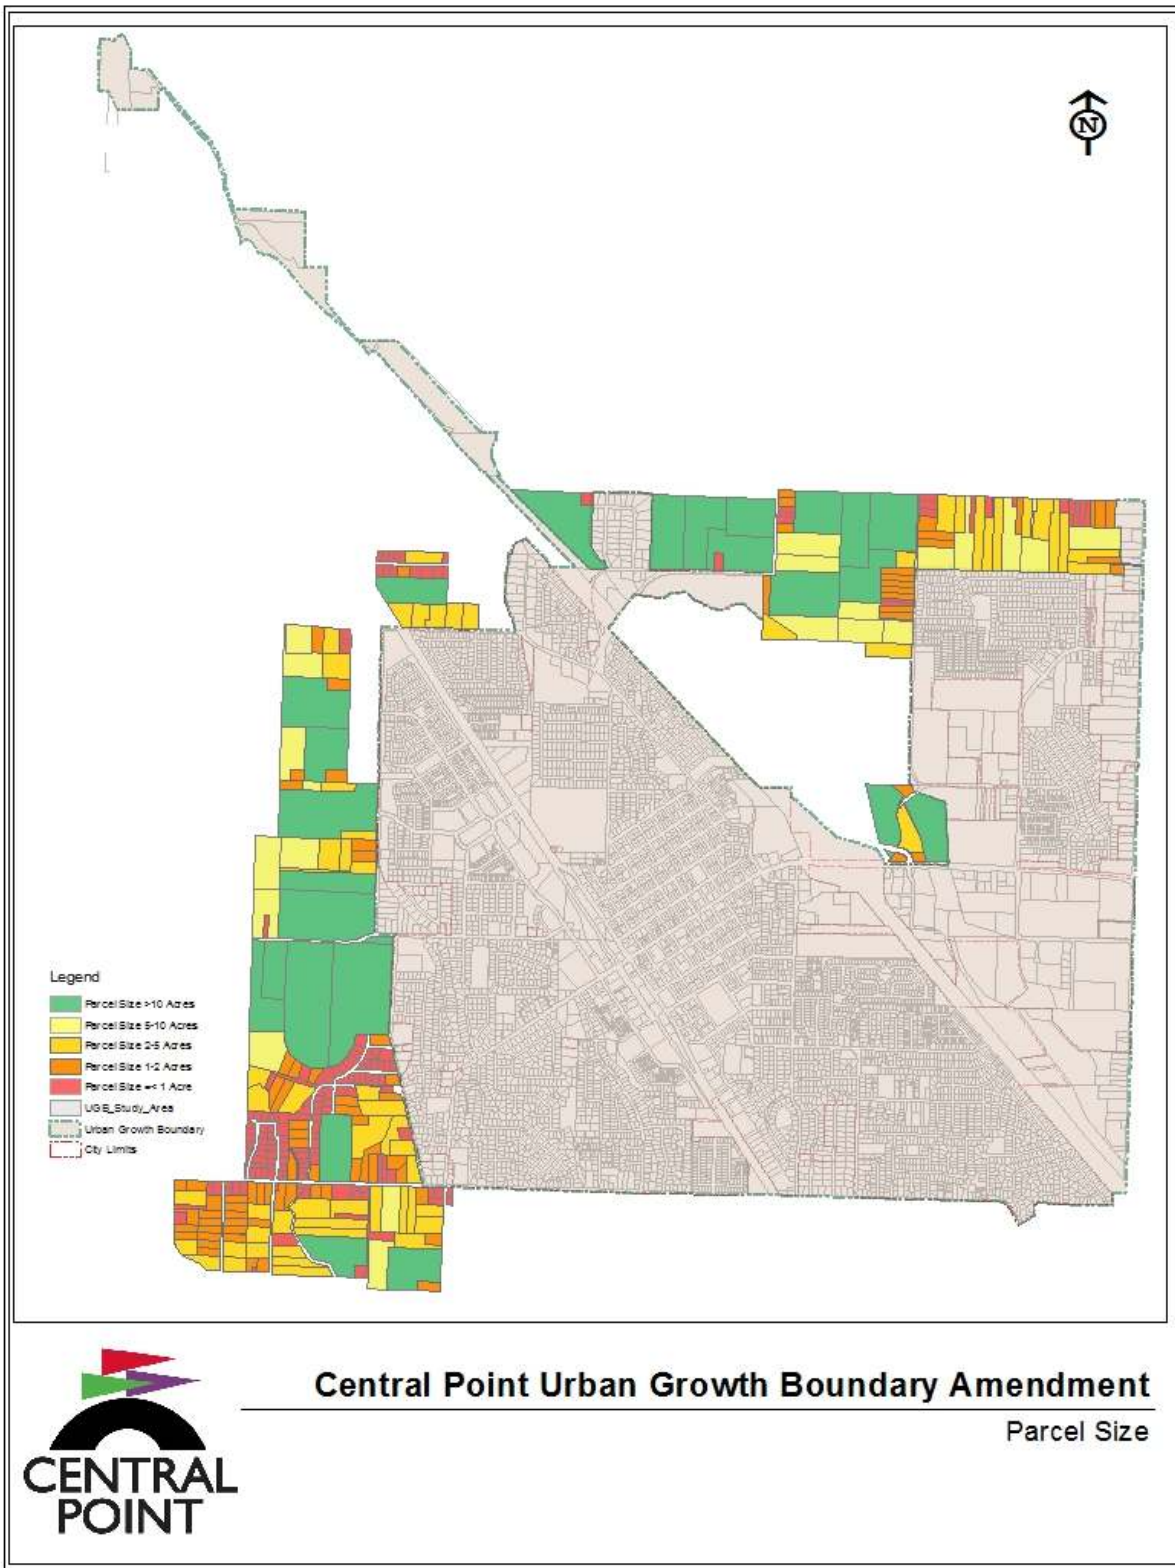 N
Legend
Parcel Size >10 Acres
Parcel Size 5-10 Acres
Parcel Size 2-5 Acres
Parcel Size 1-2 Acres
Parcel Size =< 1 Acre
UGB_Study_Area
Urban Growth Boundary
City Limits
Central Point Urban Growth Boundary Amendment
Parcel Size
CENTRAL
POINT